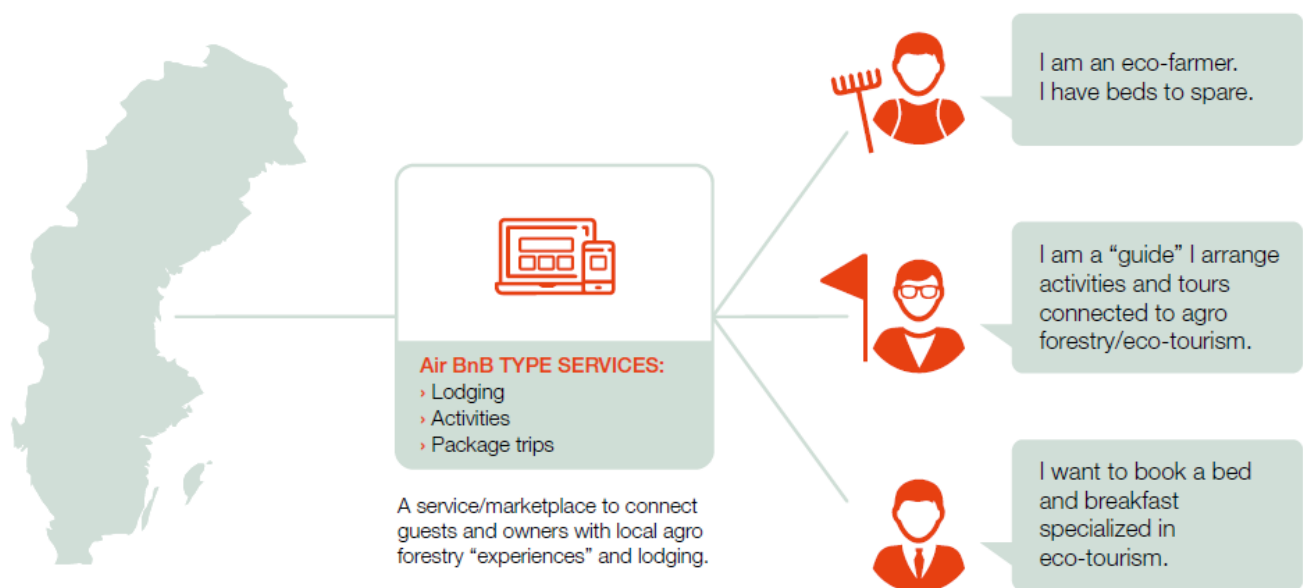 I am an eco-farmer.
I have beds to spare.
I am a “guide” I arrange
activities and tours
connected to agro
forestry/eco-tourism.
Air BnB TYPE SERVICES:
› Lodging
› Activities
› Package trips
A service/marketplace to connect
guests and owners with local agro
forestry “experiences” and lodging.
I want to book a bed
and breakfast
specialized in
eco-tourism.